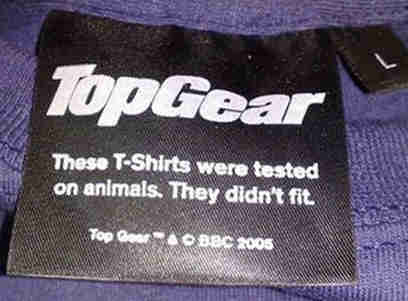 TopGear
L
These T-Shirts were tested
on animals. They didn't fit.
Top Gear ™ & © BBC 2005